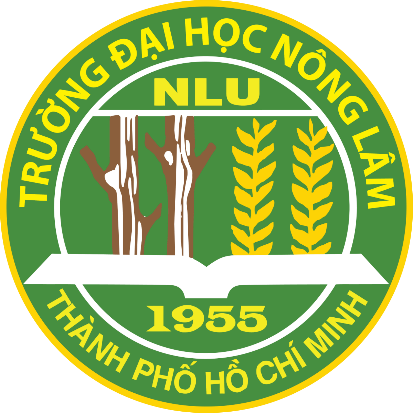 TRƯỜNG ĐẠI HỌC NÔNG LÂM
NLU
1955
THÀNH PHỐ HỒ CHÍ MINH